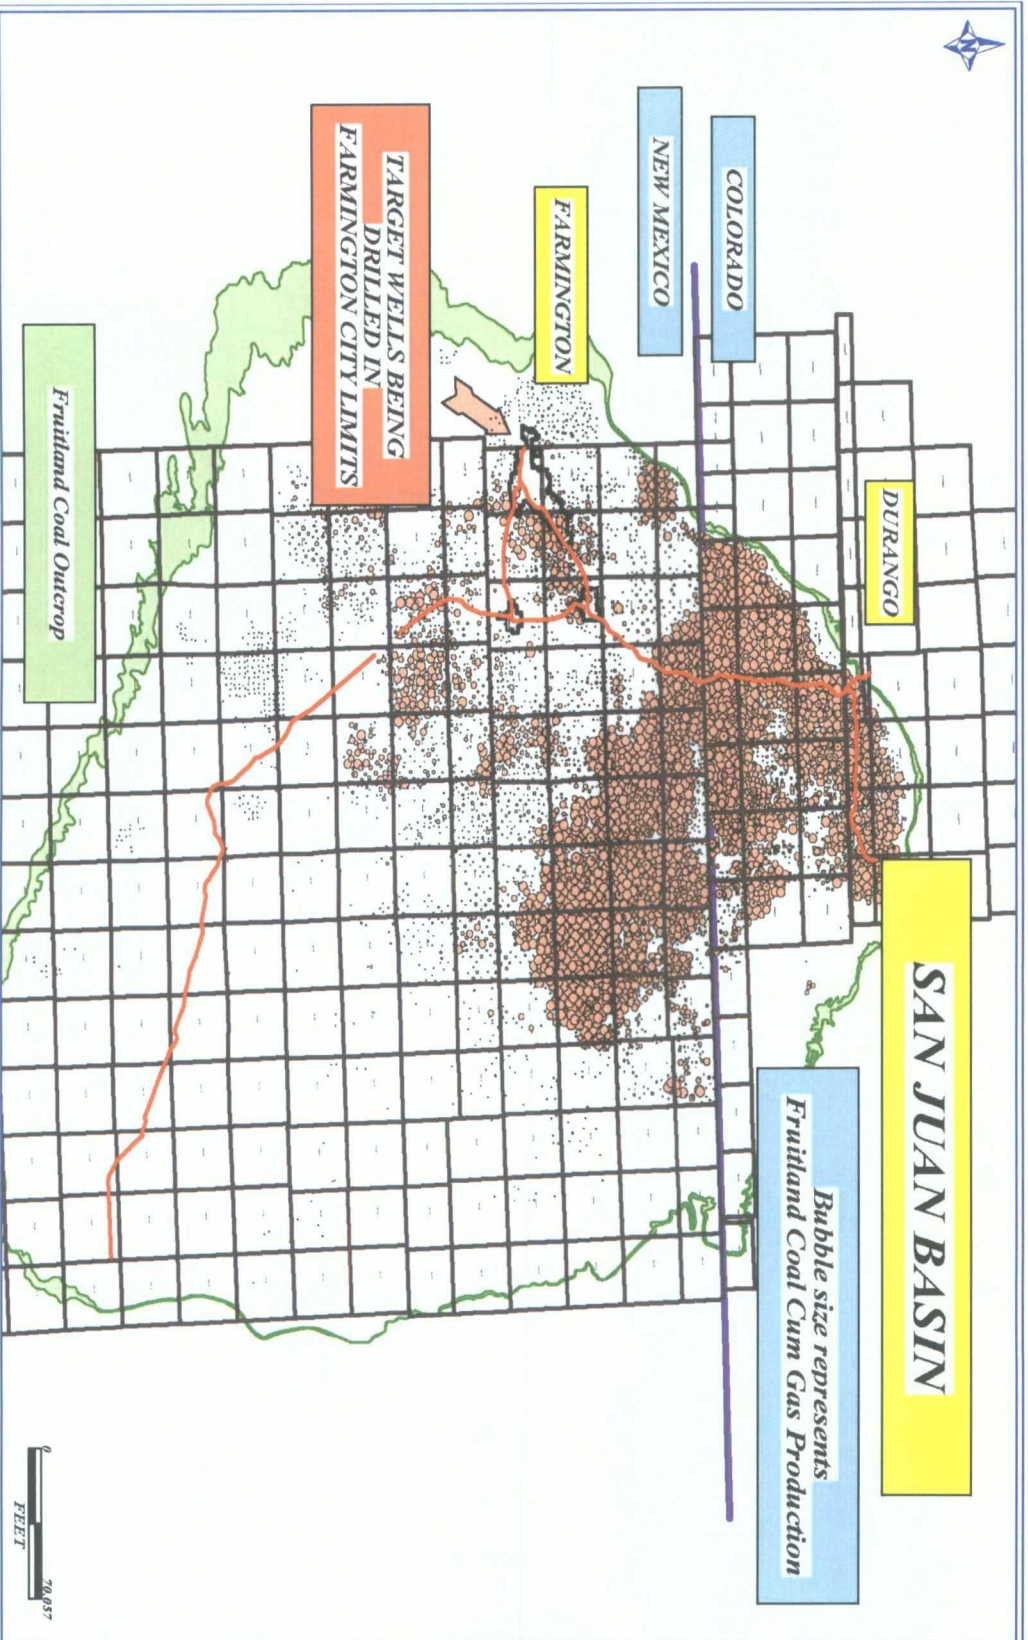 N
SAN JUAN BASIN
DURANGO
Bubble size represents
Fruitland Coal Cum Gas Production
COLORADO
NEW MEXICO
FARMINGTON
TARGET WELLS BEING
DRILLED IN
FARMINGTON CITY LIMITS
Fruitland Coal Outcrop
0
70,057
FEET